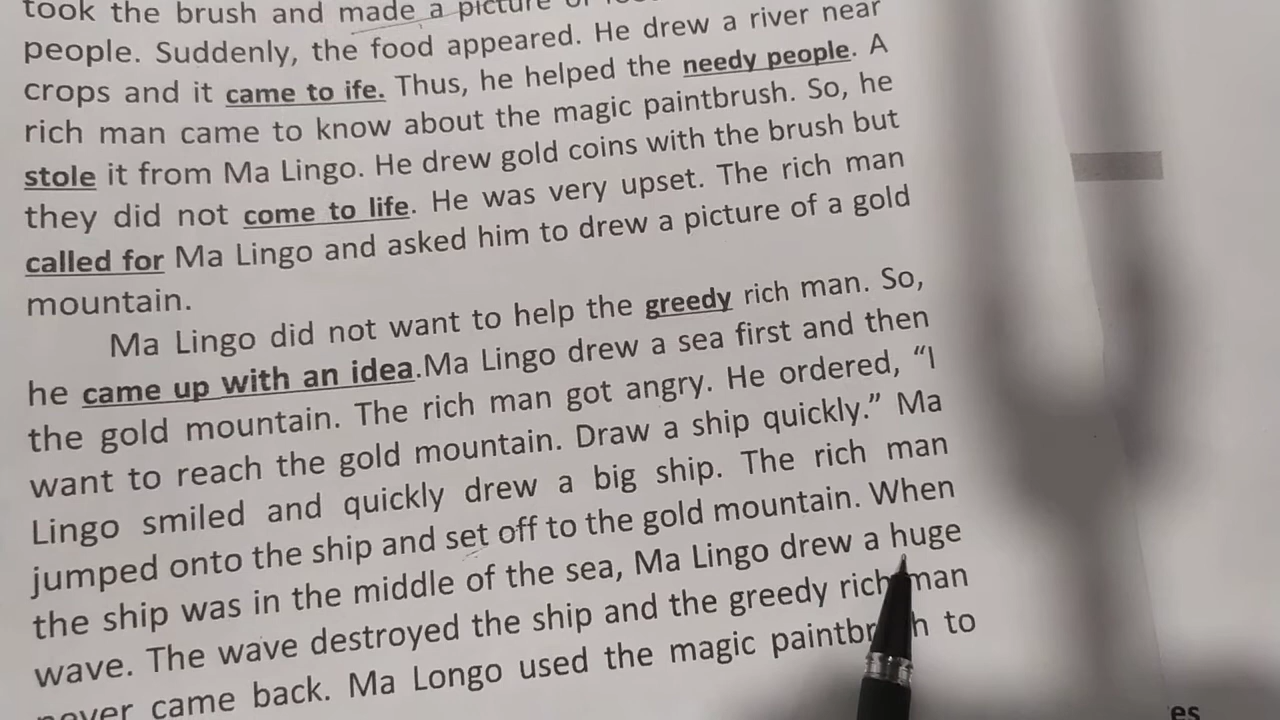 took the brush and made a picture of
people. Suddenly, the food appeared. He drew a river near
crops and it came to ife. Thus, he helped the needy people. A
rich man came to know about the magic paintbrush. So, he
stole it from Ma Lingo. He drew gold coins with the brush but
they did not come to life. He was very upset. The rich man
called for Ma Lingo and asked him to drew a picture of a gold
mountain.
Ma Lingo did not want to help the greedy rich man. So,
he came up with an idea.Ma Lingo drew a sea first and then
the gold mountain. The rich man got angry. He ordered, “I
want to reach the gold mountain. Draw a ship quickly.” Ma
Lingo smiled and quickly drew a big ship. The rich man
jumped onto the ship and set off to the gold mountain. When
the ship was in the middle of the sea, Ma Lingo drew a huge
wave. The wave destroyed the ship and the greedy rich man
never came back. Ma Longo used the magic paintbrush to
es